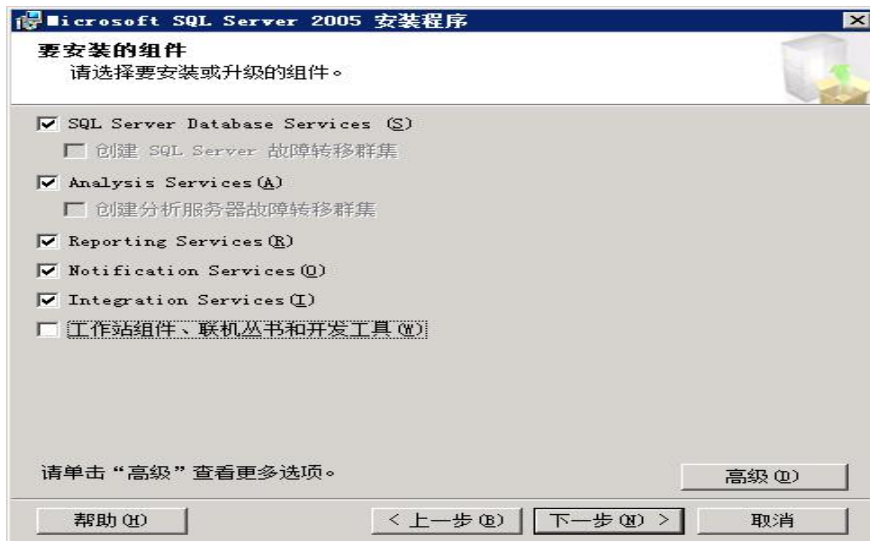 Microsoft SQL Server 2005 安装程序
要安装的组件
请选择要安装或升级的组件。
SQL Server Database Services (S)
创建 SQL Server 故障转移群集
Analysis Services(A)
创建分析服务器故障转移群集
Reporting Services(R)
Notification Services(O)
Integration Services(I)
工作站组件、联机丛书和开发工具(W)
请单击“高级”查看更多选项。
高级(D)
帮助(H)
< 上一步(B)
下一步(N) >
取消